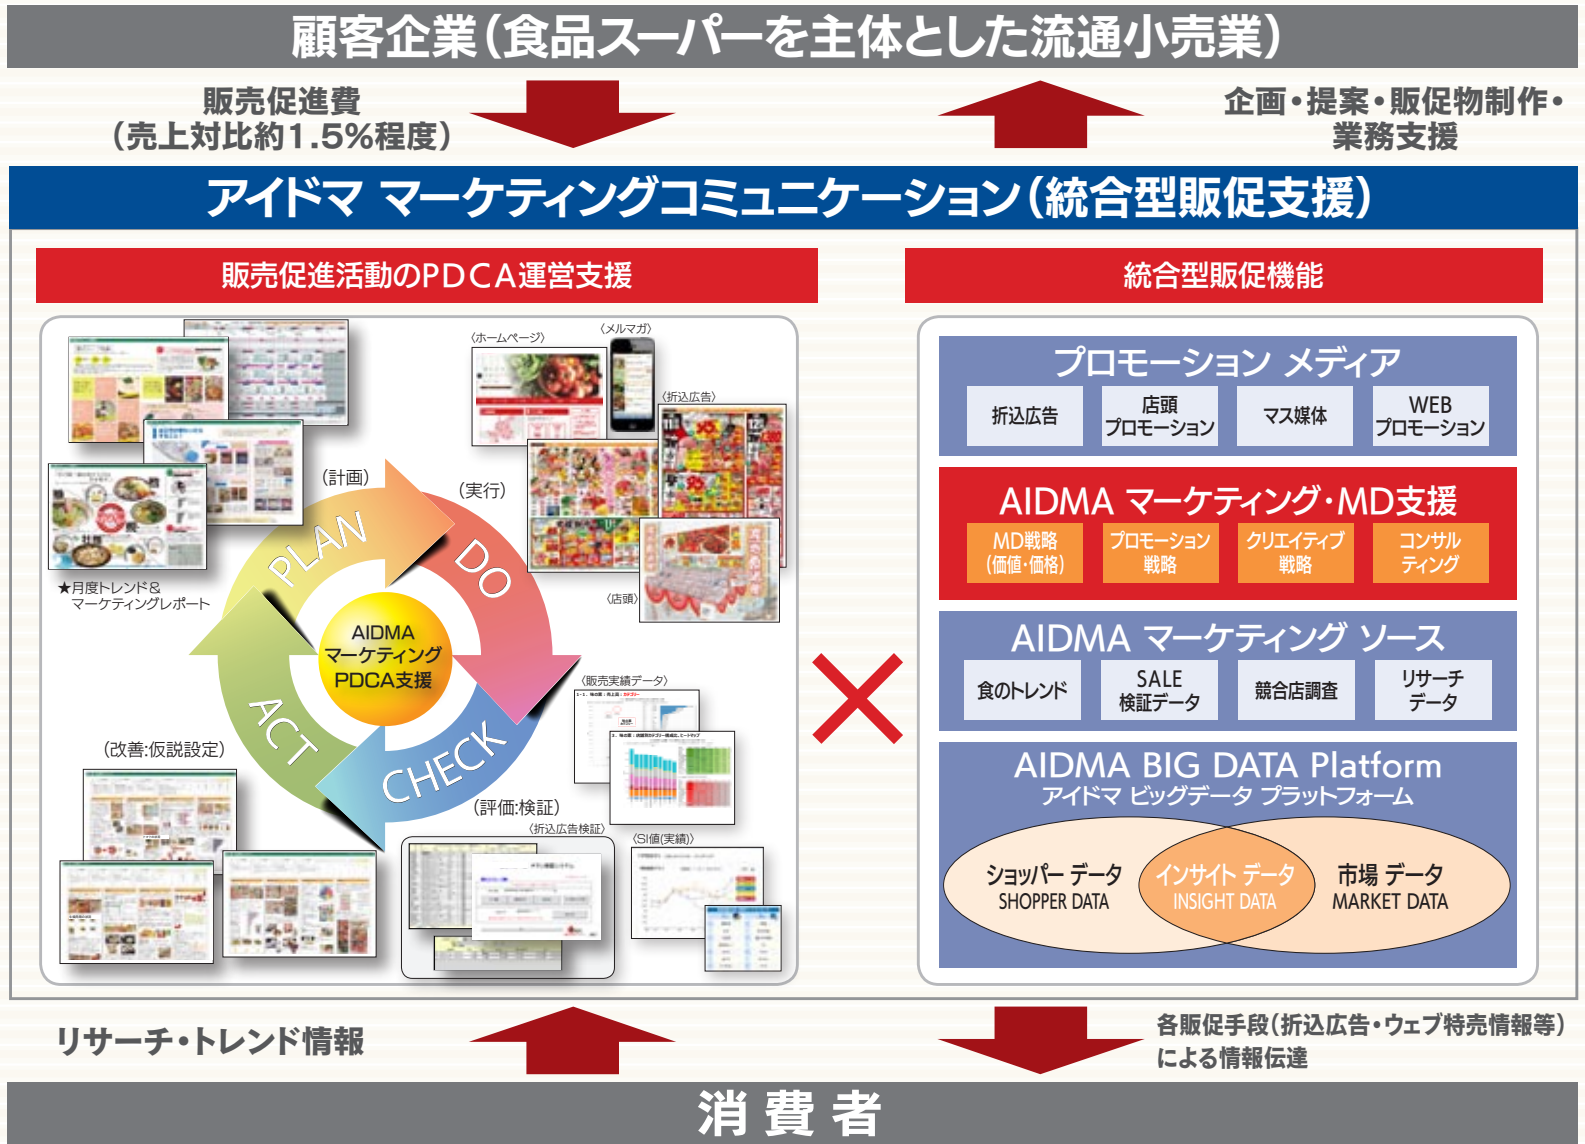 顧客企業(食品スーパーを主体とした流通小売業)
販売促進費
(売上対比約1.5%程度)
企画・提案・販促物制作・
業務支援
アイドマ マーケティングコミュニケーション(統合型販促支援)
販売促進活動のPDCA運営支援
〈ホームページ〉
〈メルマガ〉
〈折込広告〉
(計画)
(実行)
PLAN
DO
★月度トレンド&
マーケティングレポート
〈店頭〉
AIDMA
マーケティング
PDCA支援
ACT
CHECK
〈販売実績データ〉
(改善:仮説設定)
(評価:検証)
〈折込広告検証〉
〈SI値(実績)〉
統合型販促機能
プロモーション メディア
折込広告
店頭
プロモーション
マス媒体
WEB
プロモーション
AIDMA マーケティング・MD支援
MD戦略
(価値・価格)
プロモーション
戦略
クリエイティブ
戦略
コンサル
ティング
AIDMA マーケティング ソース
食のトレンド
SALE
検証データ
競合店調査
リサーチ
データ
AIDMA BIG DATA Platform
アイドマ ビッグデータ プラットフォーム
ショッパー データ
SHOPPER DATA
インサイト データ
INSIGHT DATA
市場 データ
MARKET DATA
リサーチ・トレンド情報
各販促手段(折込広告・ウェブ特売情報等)
による情報伝達
消費者